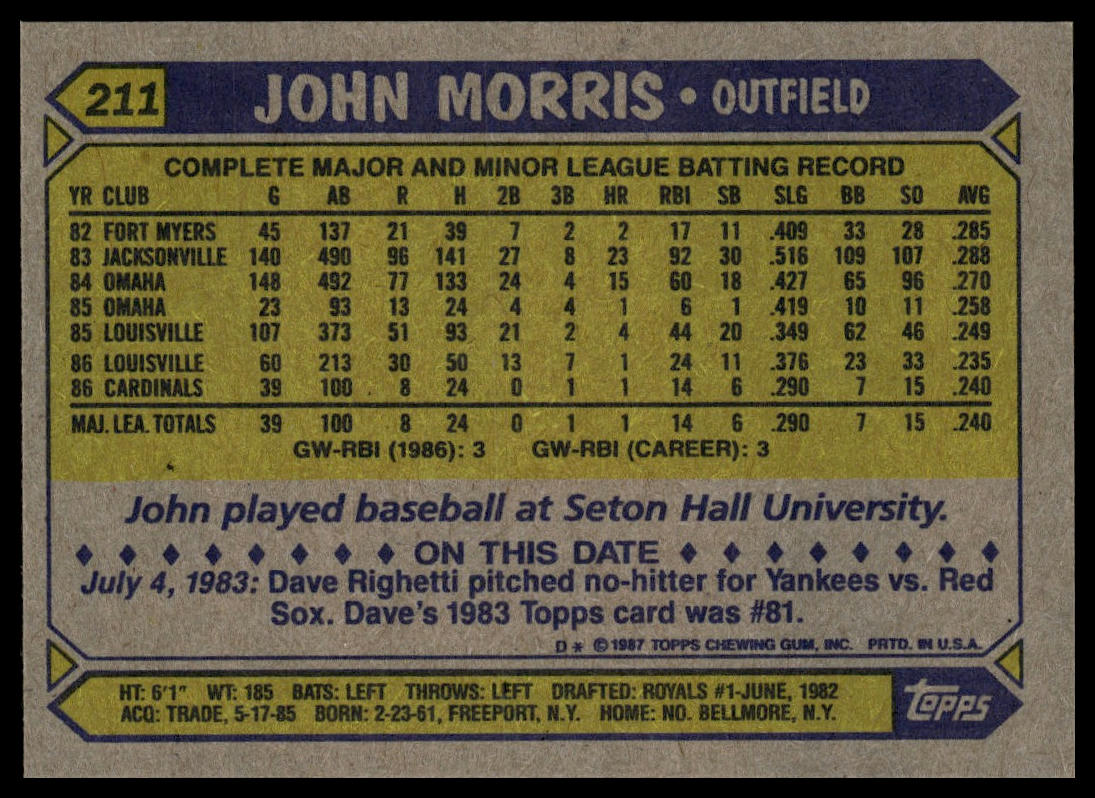 211 JOHN MORRIS • OUTFIELD
COMPLETE MAJOR AND MINOR LEAGUE BATTING RECORD
YR CLUB G AB R H 2B 3B HR RBI SB SLG BB SO AVG
82 FORT MYERS 45 137 21 39 7 2 2 17 11 .409 33 28 .285
83 JACKSONVILLE 140 490 96 141 27 8 23 92 30 .516 109 107 .288
84 OMAHA 148 492 77 133 24 4 15 60 18 .427 65 96 .270
85 OMAHA 23 93 13 24 4 4 1 6 1 .419 10 11 .258
85 LOUISVILLE 107 373 51 93 21 2 4 44 20 .349 62 46 .249
86 LOUISVILLE 60 213 30 50 13 7 1 24 11 .376 23 33 .235
86 CARDINALS 39 100 8 24 0 1 1 14 6 .290 7 15 .240
MAJ. LEA. TOTALS 39 100 8 24 0 1 1 14 6 .290 7 15 .240
GW-RBI (1986): 3 GW-RBI (CAREER): 3
John played baseball at Seton Hall University.
ON THIS DATE
July 4, 1983: Dave Righetti pitched no-hitter for Yankees vs. Red
Sox. Dave's 1983 Topps card was #81.
D * © 1987 TOPPS CHEWING GUM, INC. PRTD. IN U.S.A.
HT: 6'1" WT: 185 BATS: LEFT THROWS: LEFT DRAFTED: ROYALS #1-JUNE, 1982
ACQ: TRADE, 5-17-85 BORN: 2-23-61, FREEPORT, N.Y. HOME: NO. BELLMORE, N.Y.
topps